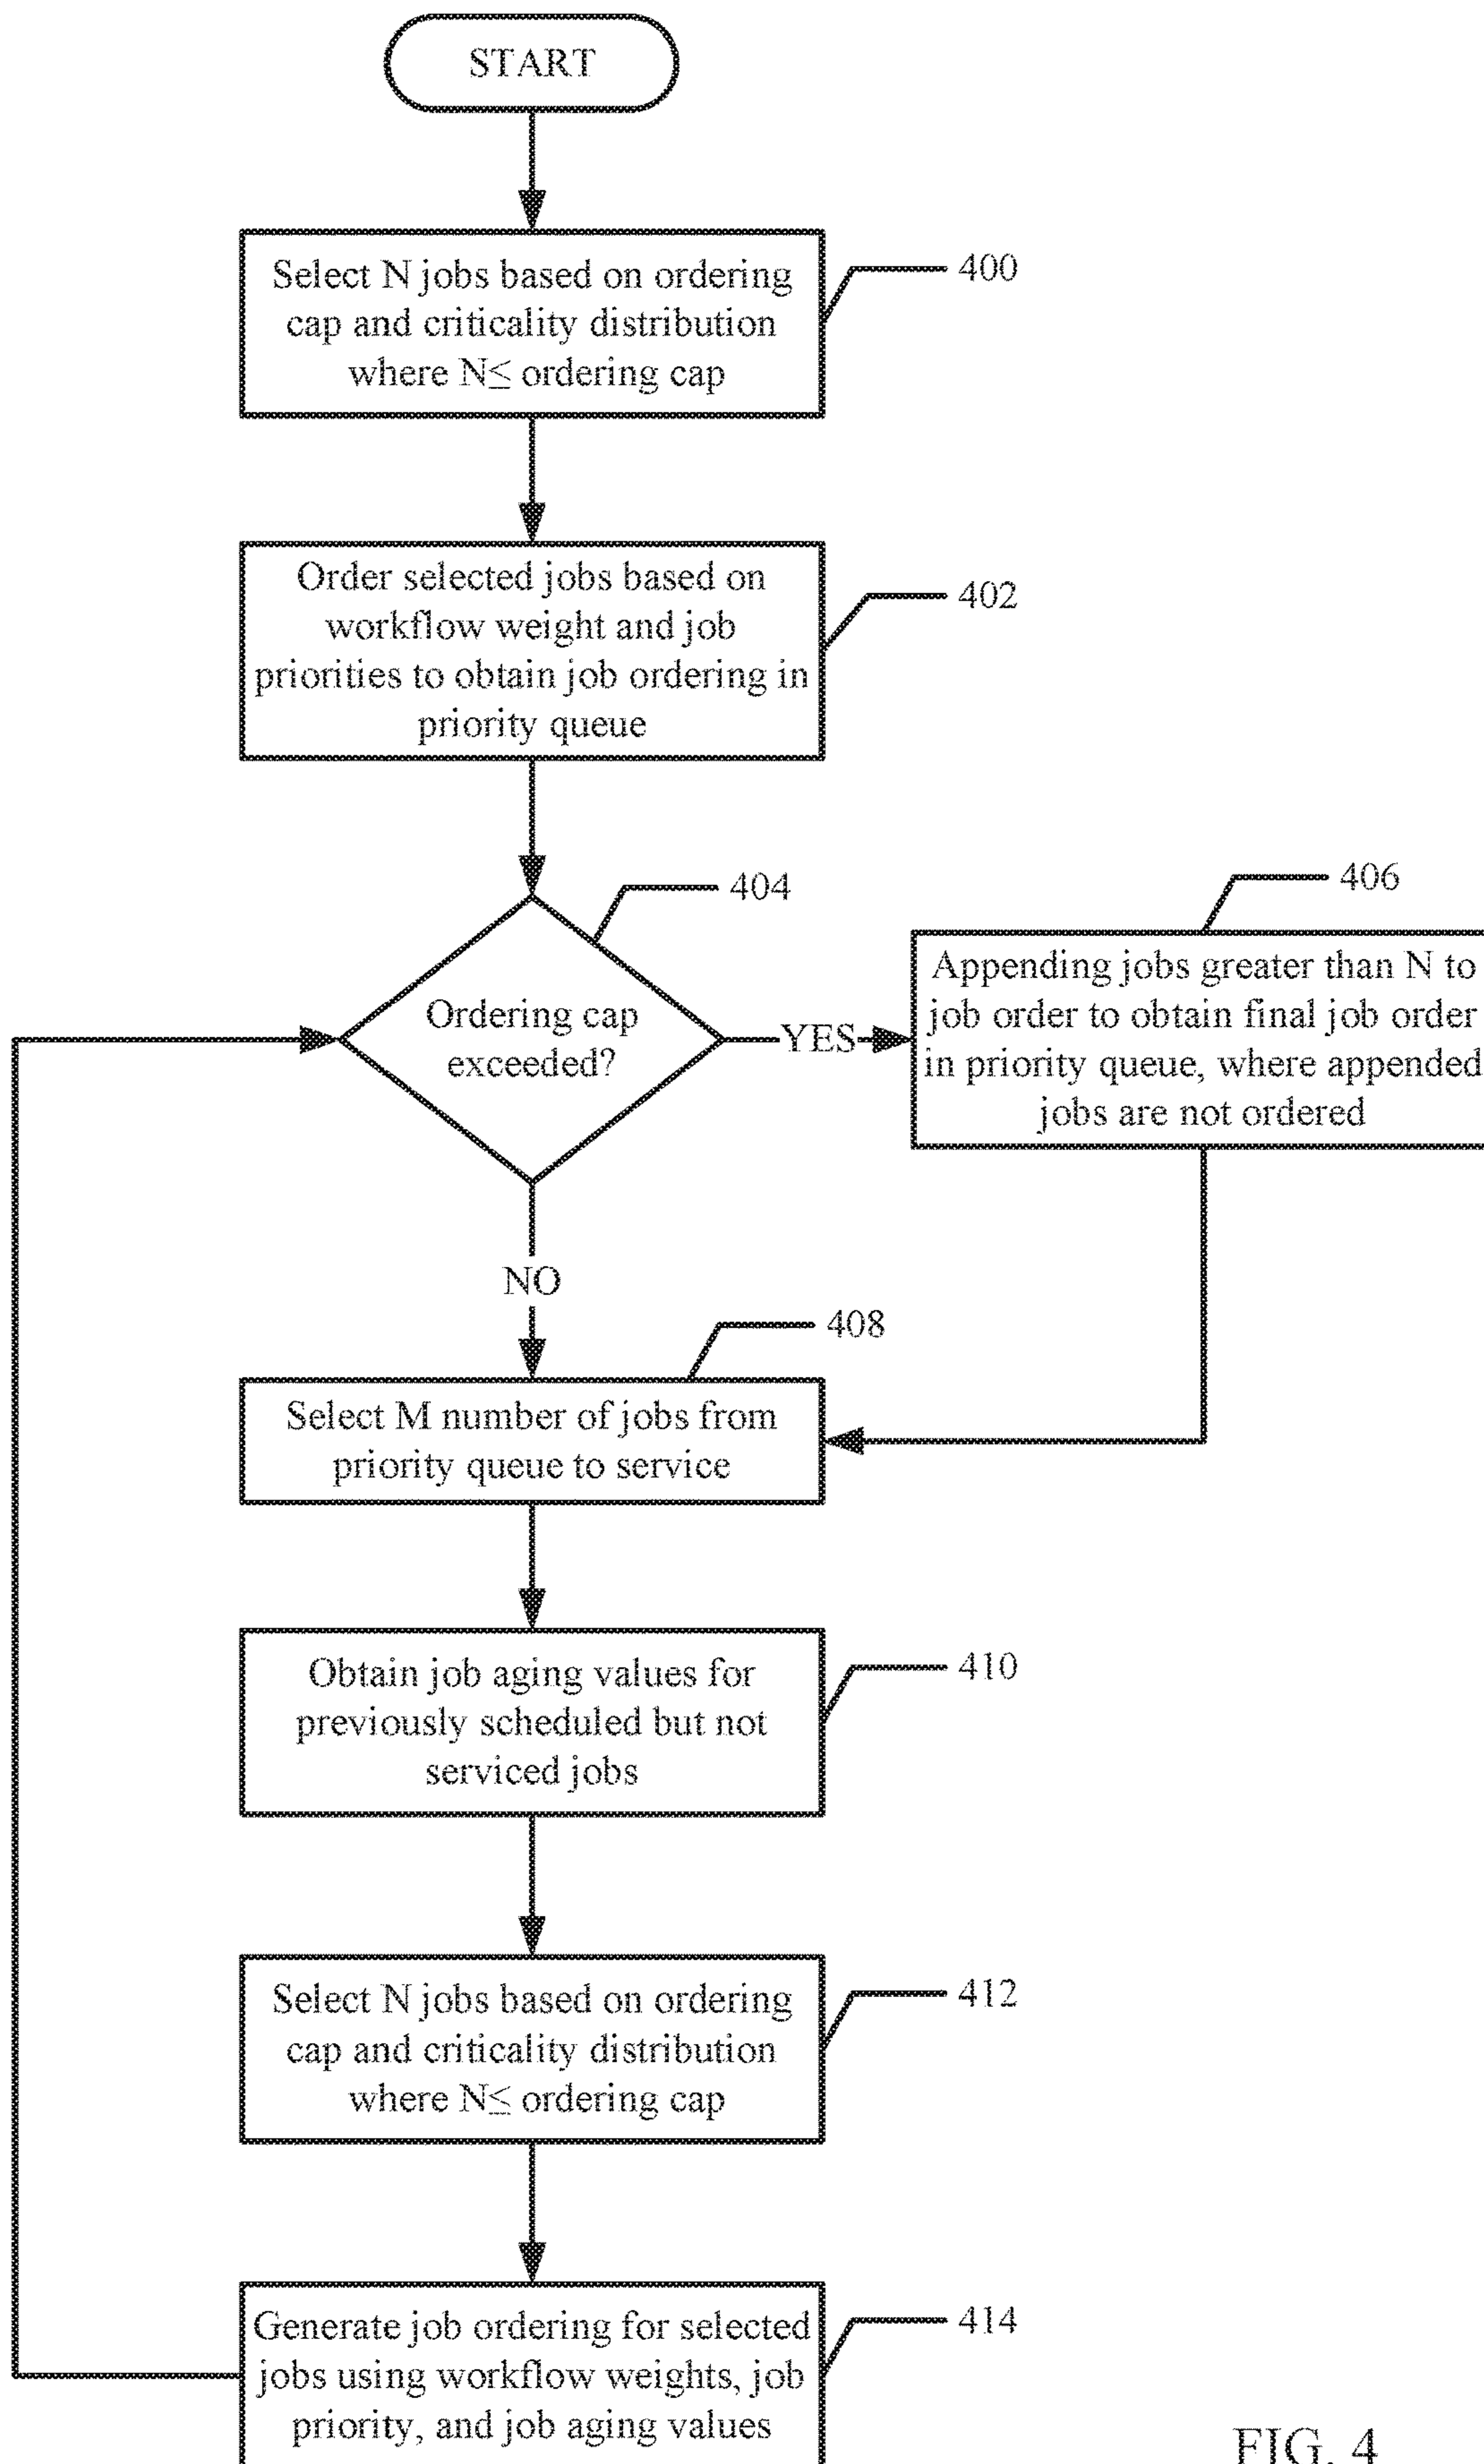 START
Select N jobs based on ordering
cap and criticality distribution
where N≤ ordering cap
400
Order selected jobs based on
workflow weight and job
priorities to obtain job ordering in
priority queue
402
404
Ordering cap
exceeded?
YES
406
Appending jobs greater than N to
job order to obtain final job order
in priority queue, where appended
jobs are not ordered
NO
408
Select M number of jobs from
priority queue to service
Obtain job aging values for
previously scheduled but not
serviced jobs
410
Select N jobs based on ordering
cap and criticality distribution
where N≤ ordering cap
412
Generate job ordering for selected
jobs using workflow weights, job
priority, and job aging values
414
FIG. 4